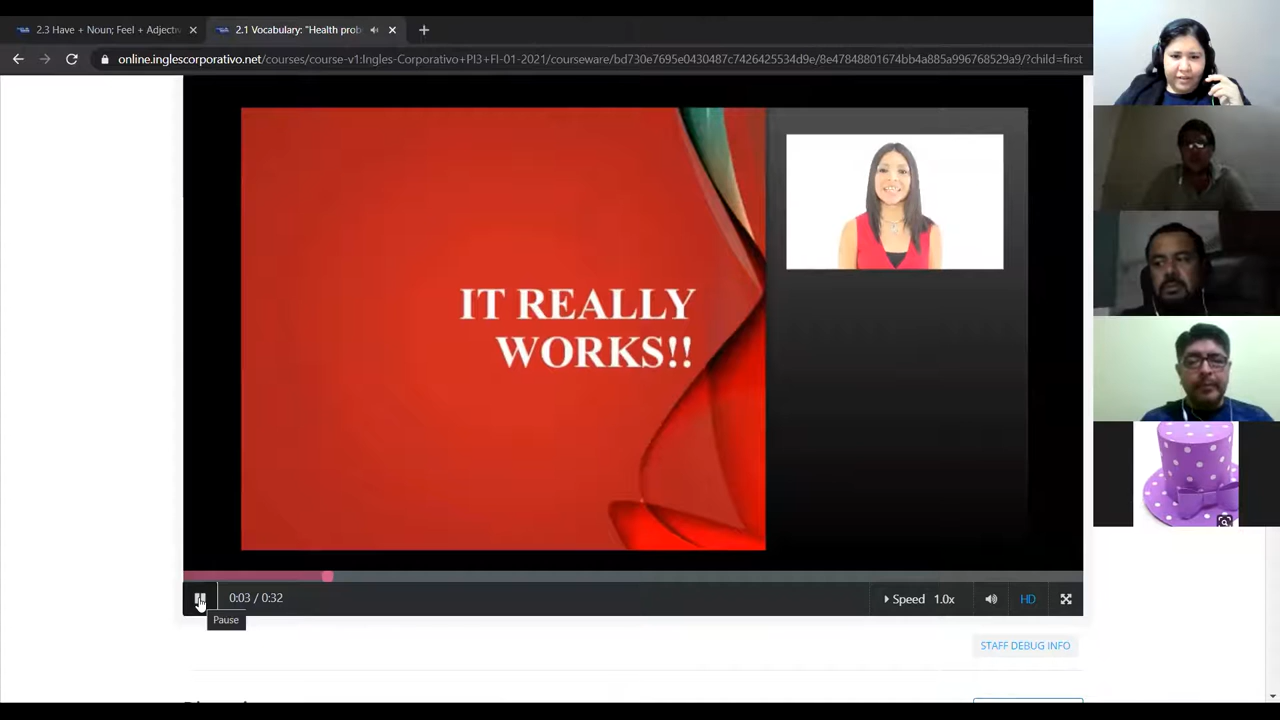 2.3 Have + Noun; Feel + Adjectiv
2.1 Vocabulary: "Health prob
online.inglescorporativo.net/courses/course-v1:Ingles-Corporativo+PI3+EI-01-2021/courseware/bd730e7695e0430487c7426425534d9e/8e47848801674bb4a885a996768529a9/?child=first
IT REALLY
WORKS!!
0:03 / 0:32
Speed 1.0x
HD
Pause
STAFF DEBUG INFO